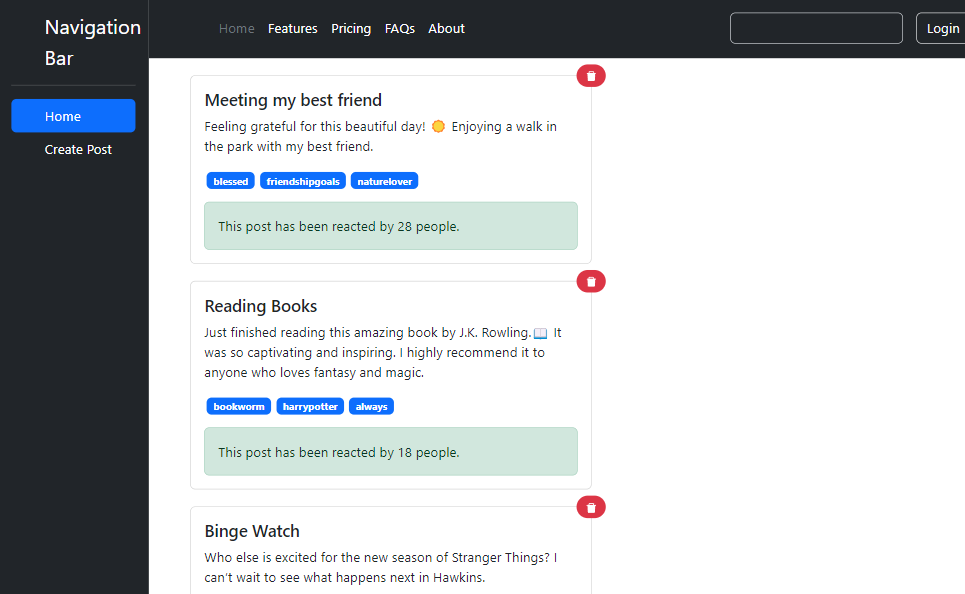 Navigation
Bar
Home
Create Post
Home Features Pricing FAQs About
Login
Meeting my best friend
Feeling grateful for this beautiful day! 🌞 Enjoying a walk in
the park with my best friend.
blessed friendshipgoals naturelover
This post has been reacted by 28 people.
Reading Books
Just finished reading this amazing book by J.K. Rowling.📖 It
was so captivating and inspiring. I highly recommend it to
anyone who loves fantasy and magic.
bookworm harrypotter always
This post has been reacted by 18 people.
Binge Watch
Who else is excited for the new season of Stranger Things? I
can't wait to see what happens next in Hawkins.